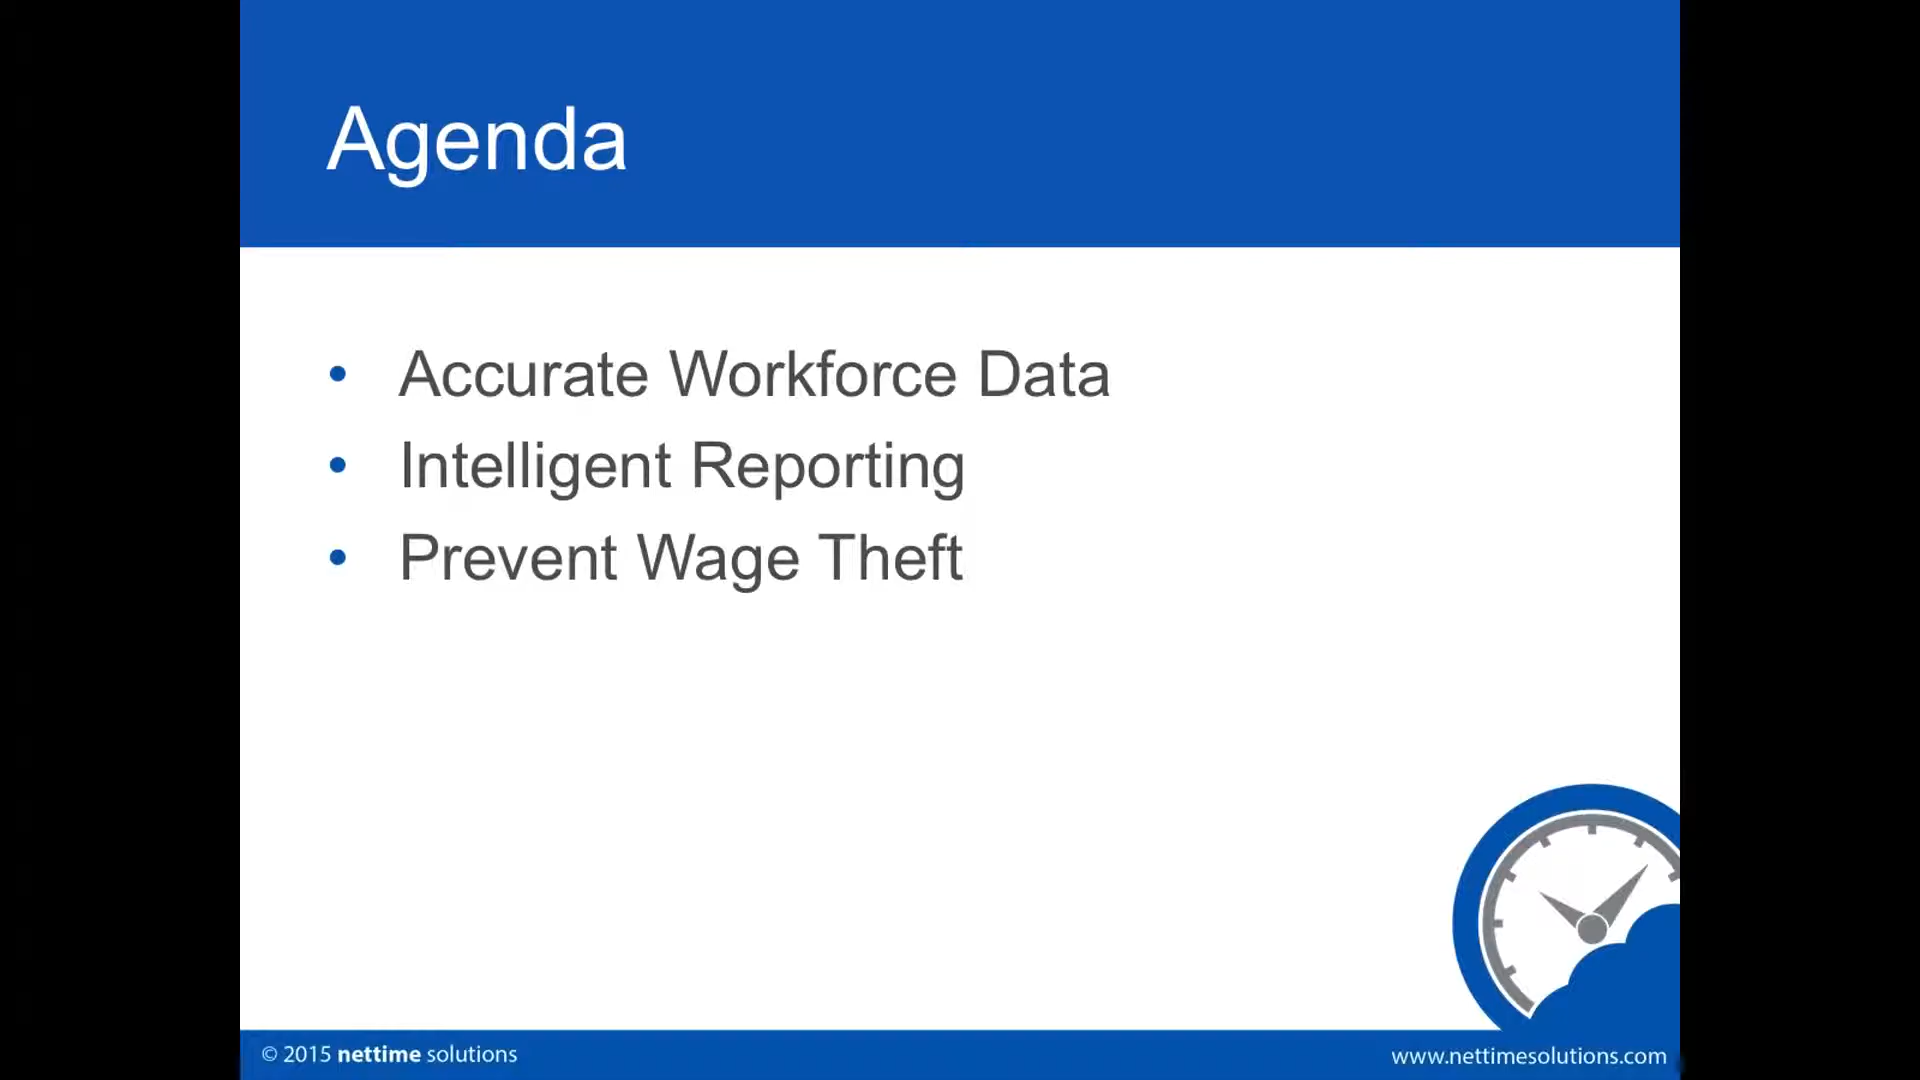 Agenda
• Accurate Workforce Data
• Intelligent Reporting
• Prevent Wage Theft
© 2015 nettime solutions
www.nettimesolutions.com